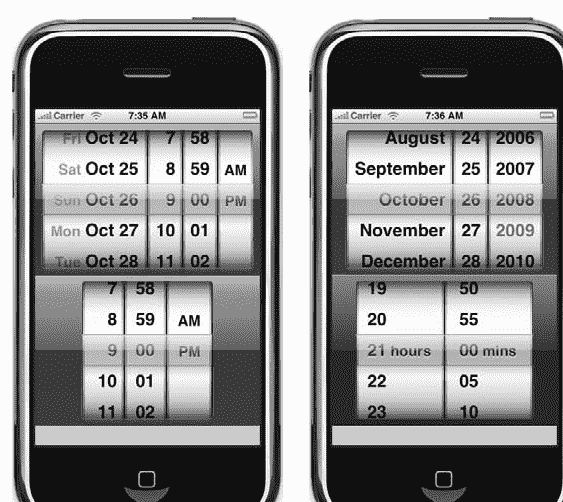 Carrier 7:35 AM
Fri Oct 24 7 58
Sat Oct 25 8 59 AM
Sun Oct 26 9 00 PM
Mon Oct 27 10 01
Tue Oct 28 11 02
7 58
8 59 AM
9 00 PM
10 01
11 02
Carrier 7:36 AM
August 24 2006
September 25 2007
October 26 2008
November 27 2009
December 28 2010
19 50
20 55
21 hours 00 mins
22 05
23 10